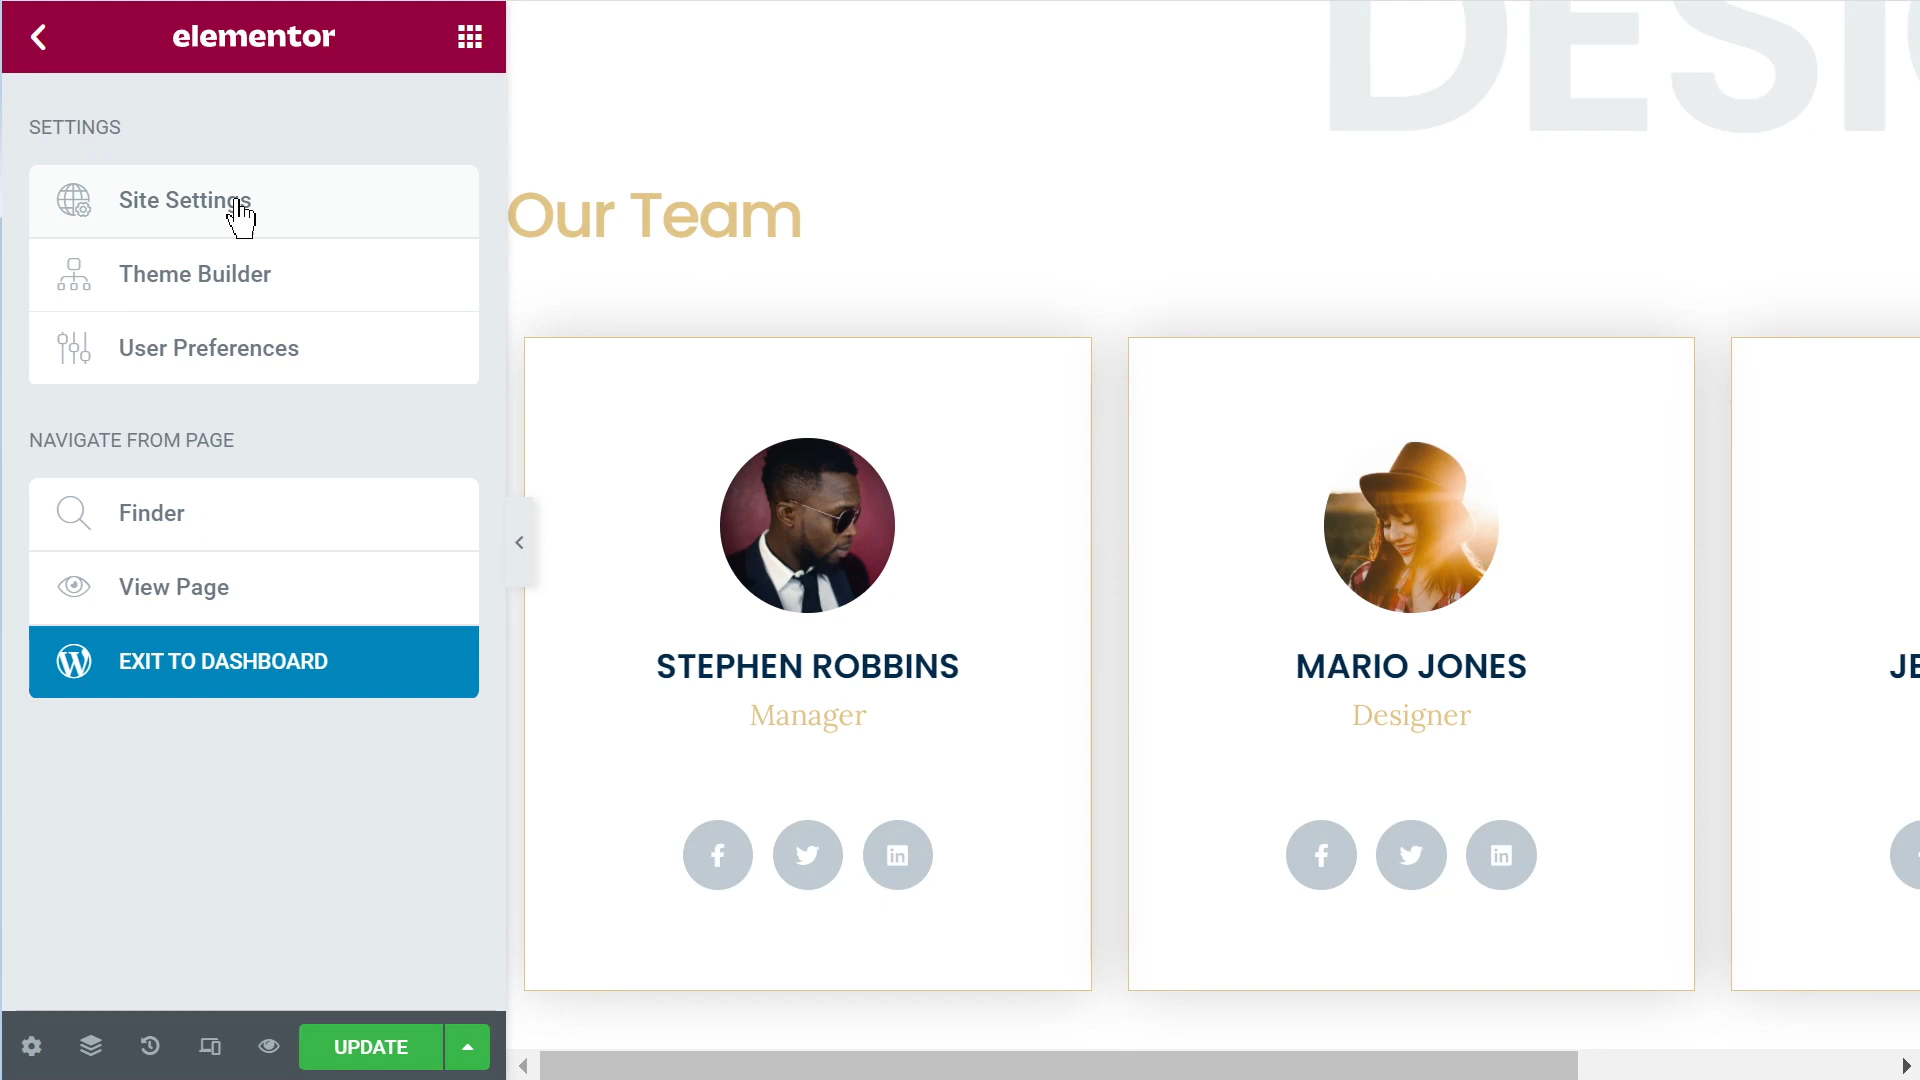 elementor
SETTINGS
Site Settings
Theme Builder
User Preferences
NAVIGATE FROM PAGE
Finder
View Page
EXIT TO DASHBOARD
UPDATE
Our Team
STEPHEN ROBBINS
Manager
MARIO JONES
Designer